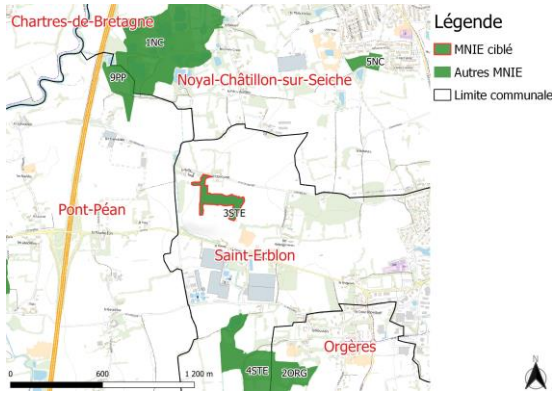 Chartres-de-Bretagne
1NC
9PP
Noyal-Châtillon-sur-Seiche
5NC
Pont-Péan
3STE
Saint-Erblon
Orgères
4STE
2ORG
0 600 1 200 m
Légende
MNIE ciblé
Autres MNIE
Limite communale
N